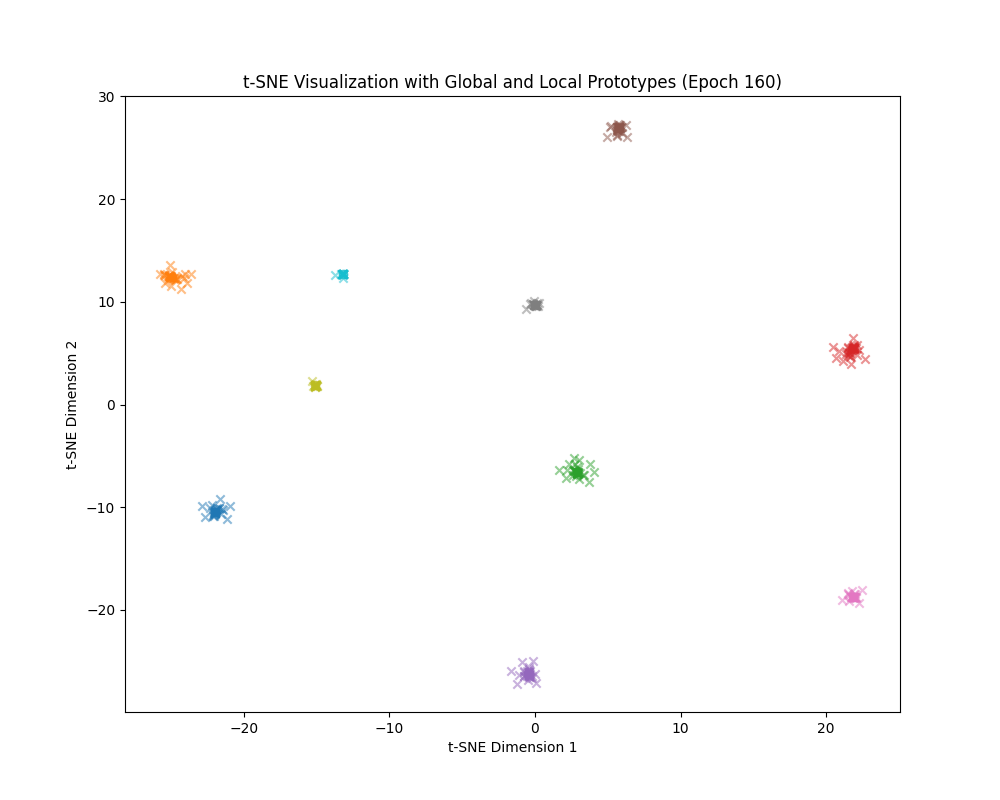 t-SNE Visualization with Global and Local Prototypes (Epoch 160)
30
20
10
0
−10
−20
t-SNE Dimension 2
−20 −10 0 10 20
t-SNE Dimension 1